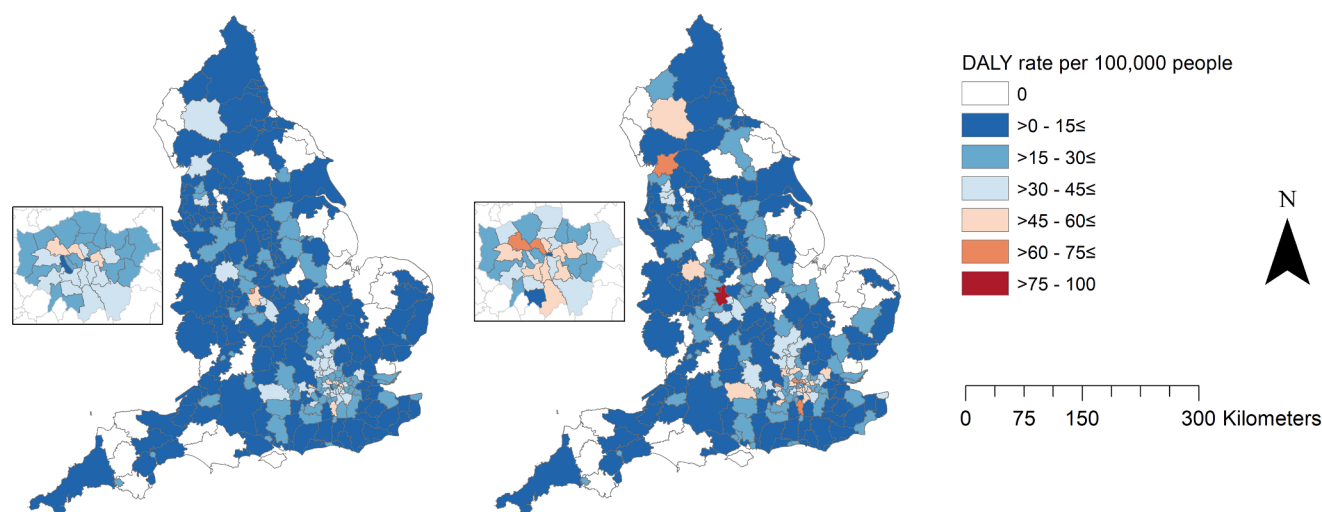 DALY rate per 100,000 people
0
>0 - 15≤
>15 - 30≤
>30 - 45≤
>45 - 60≤
>60 - 75≤
>75 - 100
N
0 75 150 300 Kilometers